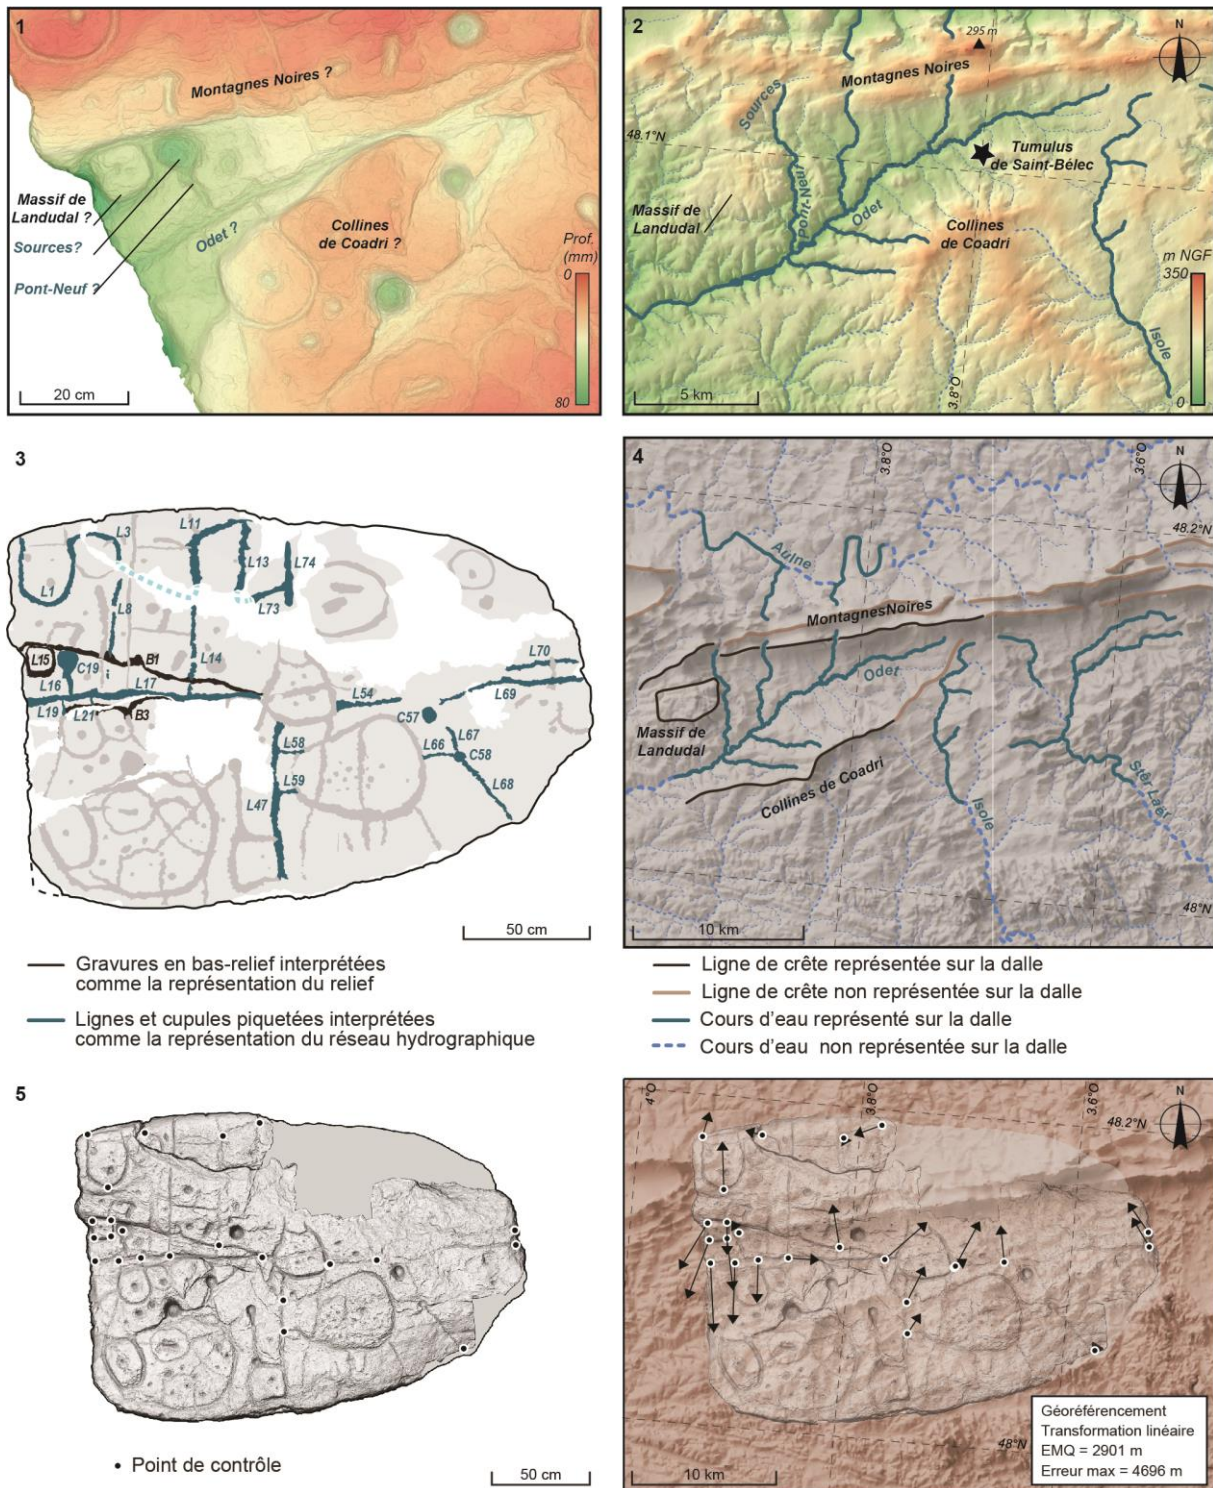 1
Montagnes Noires ?
Massif de
Landudal ?
Sources?
Pont-Neuf ?
Odet ?
Collines
de Coadri ?
Prof.
(mm)
0
80
20 cm
2
295 m
N
Montagnes Noires
Sources
48.1°N
Tumulus
de Saint-Bélec
Pont-Neuf
Massif de
Landudal
Odet
Collines
de Coadri
m NGF
350
0
Isole
3.8°O
5 km
3
L11
L3
L13
L74
L1
L8
L73
L15
B1
C19
L14
L70
L16
L17
L69
L54
L19
L21
B3
C57
L67
L58
L66
C58
L59
L68
L47
50 cm
Gravures en bas-relief interprétées
comme la représentation du relief
Lignes et cupules piquetées interprétées
comme la représentation du réseau hydrographique
4
3.8°O
3.6°O
N
48.2°N
Aulne
MontagnesNoires
Odet
Massif de
Landudal
Collines de Coadri
Stêr Laër
Isole
48°N
10 km
Ligne de crête représentée sur la dalle
Ligne de crête non représentée sur la dalle
Cours d'eau représenté sur la dalle
Cours d'eau non représentée sur la dalle
5
Point de contrôle
50 cm
4°O
3.8°O
3.6°O
N
48.2°N
48°N
10 km
Géoréférencement
Transformation linéaire
EMQ = 2901 m
Erreur max = 4696 m